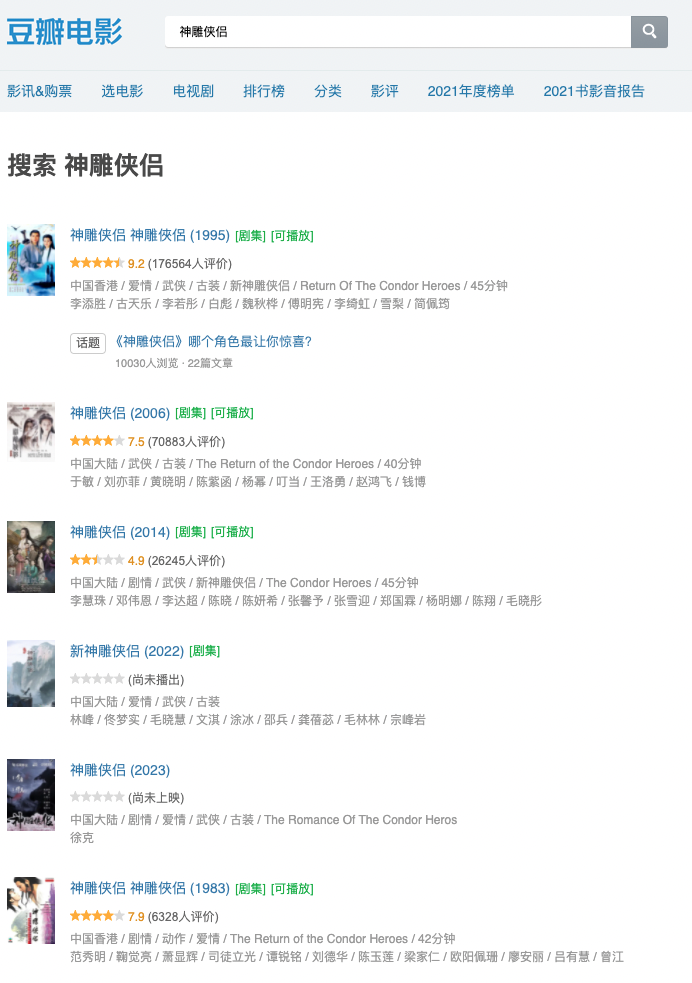 豆瓣电影
神雕侠侣
影讯&购票 选电影 电视剧 排行榜 分类 影评 2021年度榜单 2021书影音报告
搜索 神雕侠侣
神雕侠侣 神雕俠侶 (1995) [剧集] [可播放]
9.2 (176564人评价)
中国香港 / 爱情 / 武侠 / 古装 / 新神雕侠侣 / Return Of The Condor Heroes / 45分钟
李添胜 / 古天乐 / 李若彤 / 白彪 / 魏秋桦 / 傅明宪 / 李绮虹 / 雪梨 / 简佩筠
话题 《神雕侠侣》哪个角色最让你惊喜?
10030人浏览 · 22篇文章
神雕侠侣 (2006) [剧集] [可播放]
7.5 (70883人评价)
中国大陆 / 武侠 / 古装 / The Return of the Condor Heroes / 40分钟
于敏 / 刘亦菲 / 黄晓明 / 陈紫函 / 杨幂 / 叮当 / 王洛勇 / 赵鸿飞 / 钱博
神雕侠侣 (2014) [剧集] [可播放]
4.9 (26245人评价)
中国大陆 / 剧情 / 武侠 / 新神雕侠侣 / The Condor Heroes / 45分钟
李慧珠 / 邓伟恩 / 李达超 / 陈晓 / 陈妍希 / 张馨予 / 张雪迎 / 郑国霖 / 杨明娜 / 陈翔 / 毛晓彤
新神雕侠侣 (2022) [剧集]
(尚未播出)
中国大陆 / 爱情 / 武侠 / 古装
林峰 / 佟梦实 / 毛晓慧 / 文淇 / 涂冰 / 邵兵 / 龚蓓苾 / 毛林林 / 宗峰岩
神雕侠侣 (2023)
(尚未上映)
中国大陆 / 剧情 / 爱情 / 武侠 / 古装 / The Romance Of The Condor Heros
徐克
神雕侠侣 神雕俠侶 (1983) [剧集] [可播放]
7.9 (6328人评价)
中国香港 / 剧情 / 动作 / 爱情 / The Return of the Condor Heroes / 42分钟
范秀明 / 鞠觉亮 / 萧显辉 / 司徒立光 / 谭锐铭 / 刘德华 / 陈玉莲 / 梁家仁 / 欧阳佩珊 / 廖安丽 / 吕有慧 / 曾江